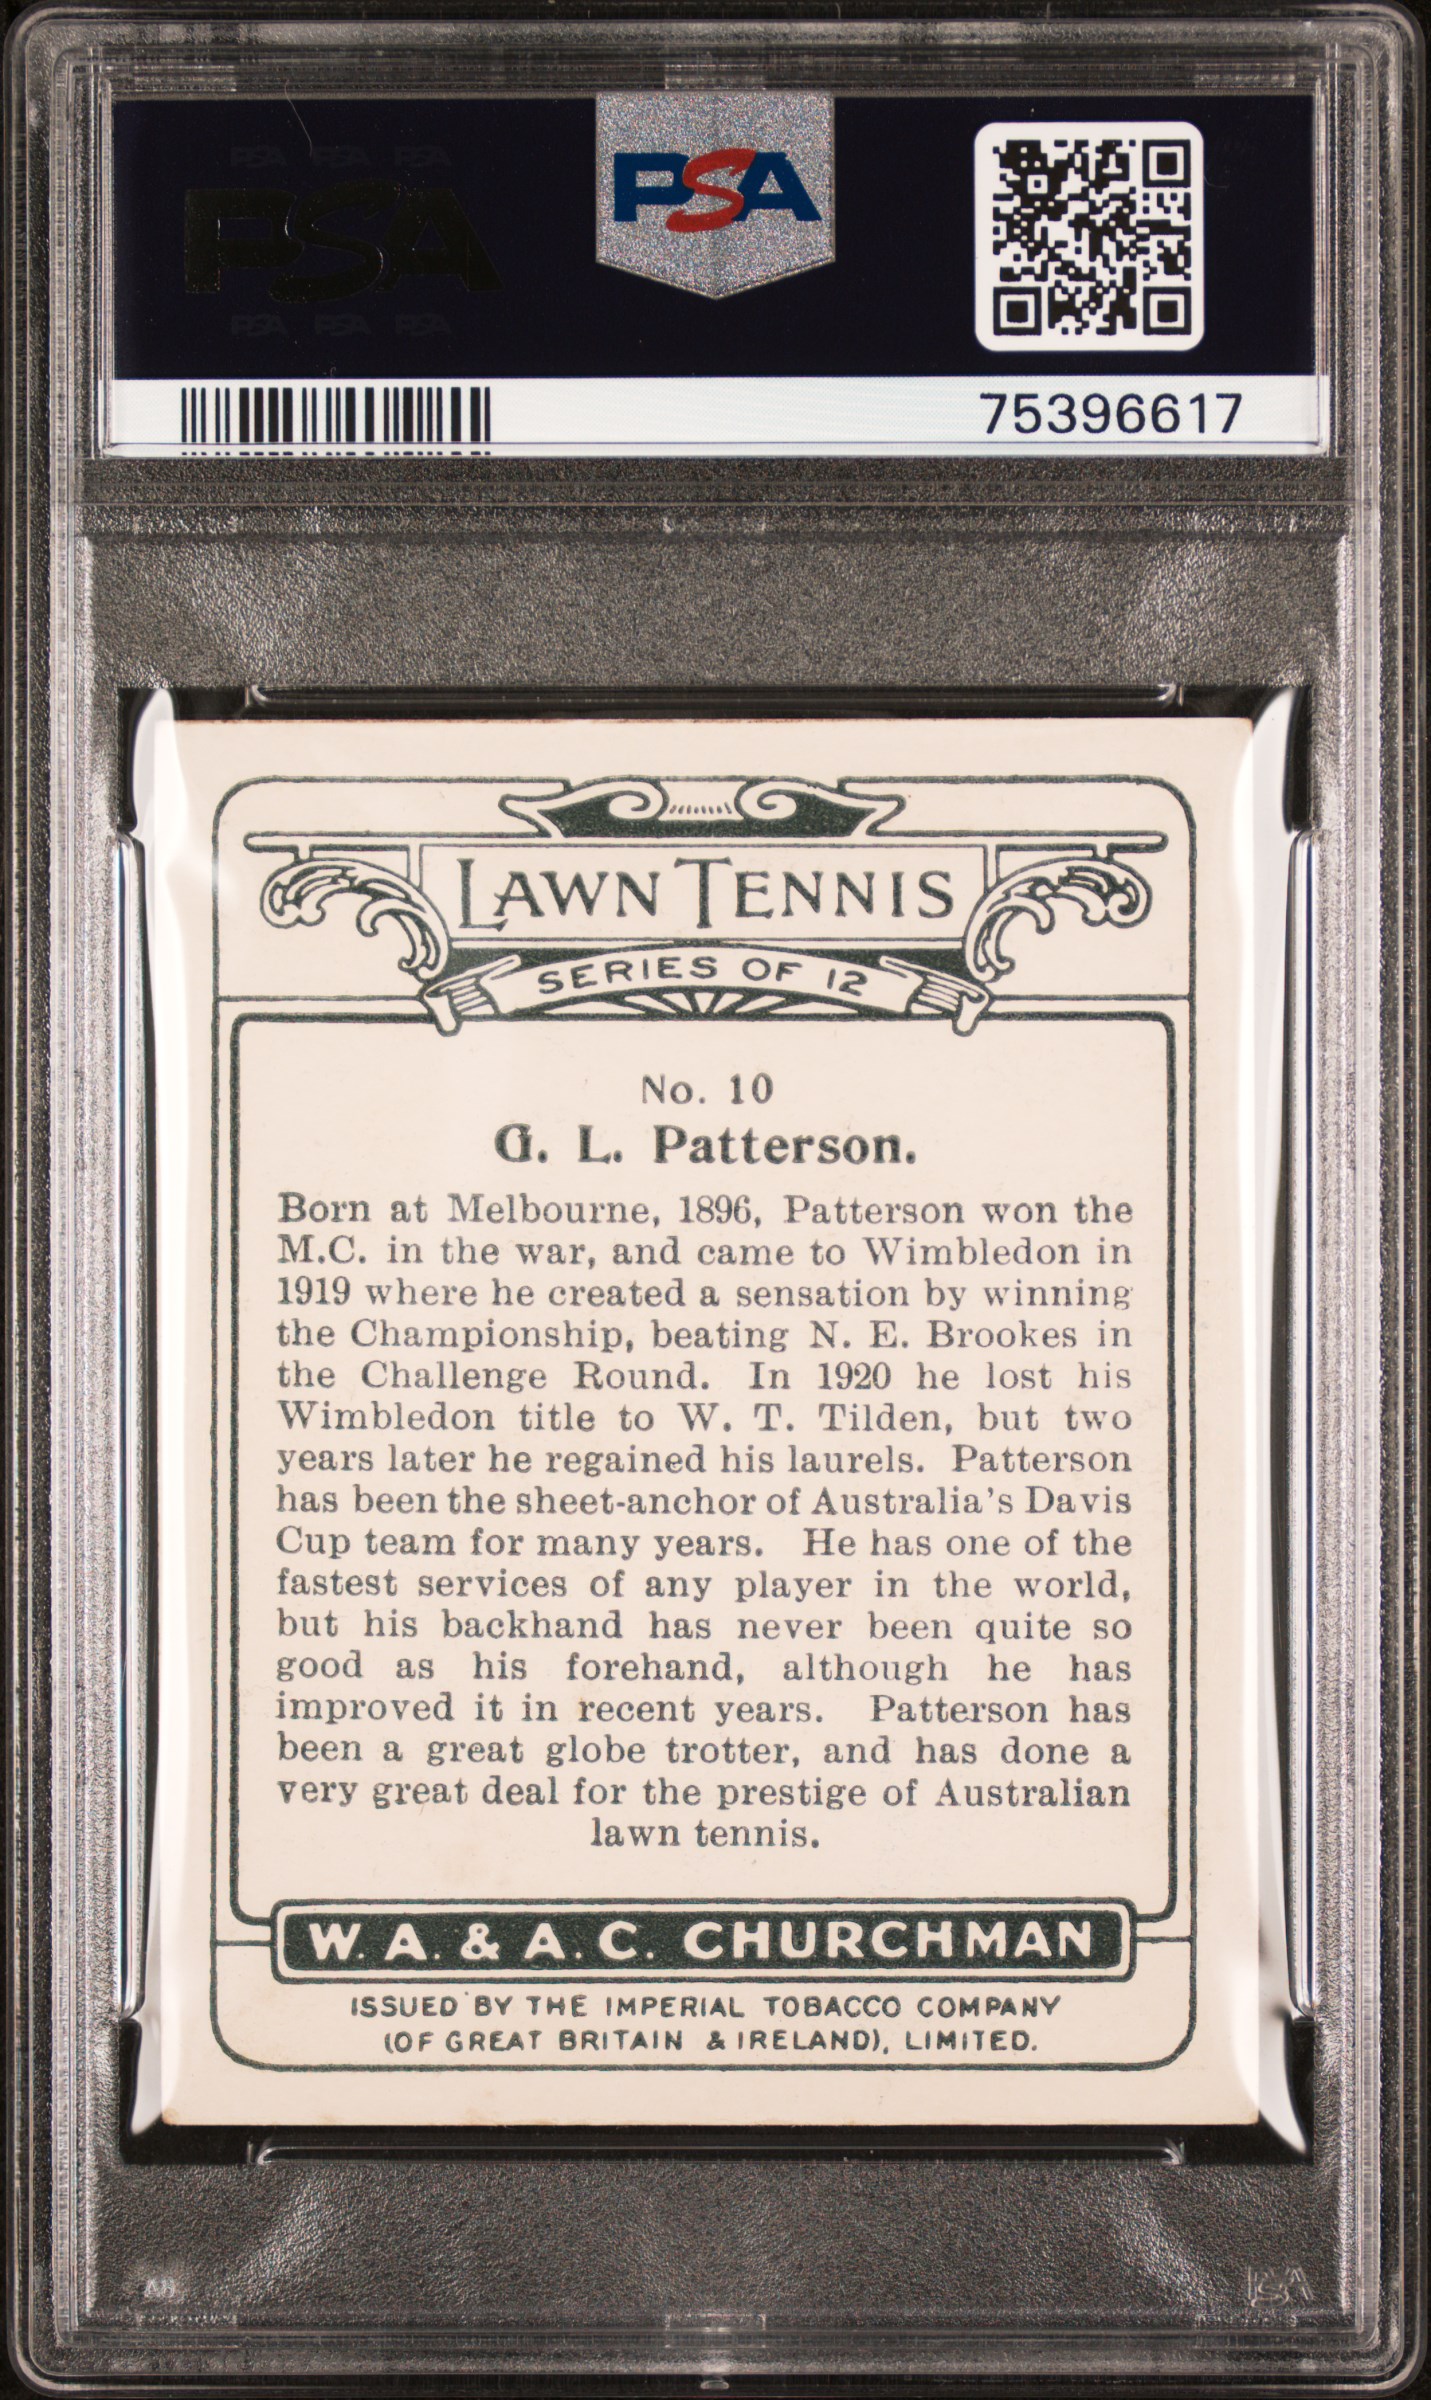 PSA PSA PSA
PSA
PSA PSA PSA
PSA
75396617
LAWN TENNIS
SERIES OF 12
No. 10
G. L. Patterson.
Born at Melbourne, 1896, Patterson won the
M.C. in the war, and came to Wimbledon in
1919 where he created a sensation by winning
the Championship, beating N. E. Brookes in
the Challenge Round. In 1920 he lost his
Wimbledon title to W. T. Tilden, but two
years later he regained his laurels. Patterson
has been the sheet-anchor of Australia's Davis
Cup team for many years. He has one of the
fastest services of any player in the world,
but his backhand has never been quite so
good as his forehand, although he has
improved it in recent years. Patterson has
been a great globe trotter, and has done a
very great deal for the prestige of Australian
lawn tennis.
W. A. & A. C. CHURCHMAN
ISSUED BY THE IMPERIAL TOBACCO COMPANY
(OF GREAT BRITAIN & IRELAND), LIMITED.
PSA